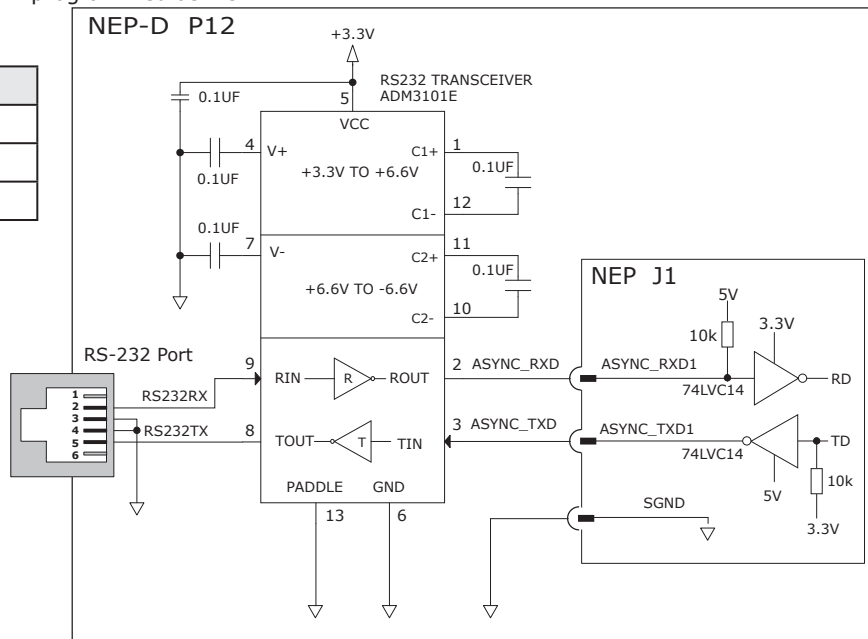 NEP-D P12
+3.3V
RS232 TRANSCEIVER
ADM3101E
0.1UF
5
VCC
4
V+
C1+
1
0.1UF
+3.3V TO +6.6V
0.1UF
C1-
12
0.1UF
7
V-
C2+
11
+6.6V TO -6.6V
0.1UF
C2-
10
NEP J1
5V
10k
3.3V
RS-232 Port
9
RIN
R
ROUT
2
ASYNC_RXD
ASYNC_RXD1
74LVC14
RD
1
2
3
4
5
6
RS232RX
RS232TX
8
TOUT
T
TIN
3
ASYNC_TXD
ASYNC_TXD1
74LVC14
TD
5V
10k
3.3V
PADDLE
GND
13
6
SGND